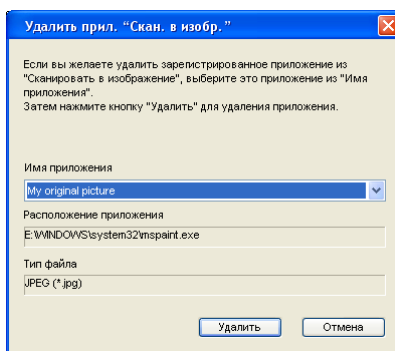 Удалить прил. “Скан. в изобр.”
Если вы желаете удалить зарегистрированное приложение из
"Сканировать в изображение", выберите это приложение из "Имя
приложения".
Затем нажмите кнопку "Удалить" для удаления приложения.
Имя приложения
My original picture
Расположение приложения
E:\WINDOWS\system32\mspaint.exe
Тип файла
JPEG (*.jpg)
Удалить Отмена